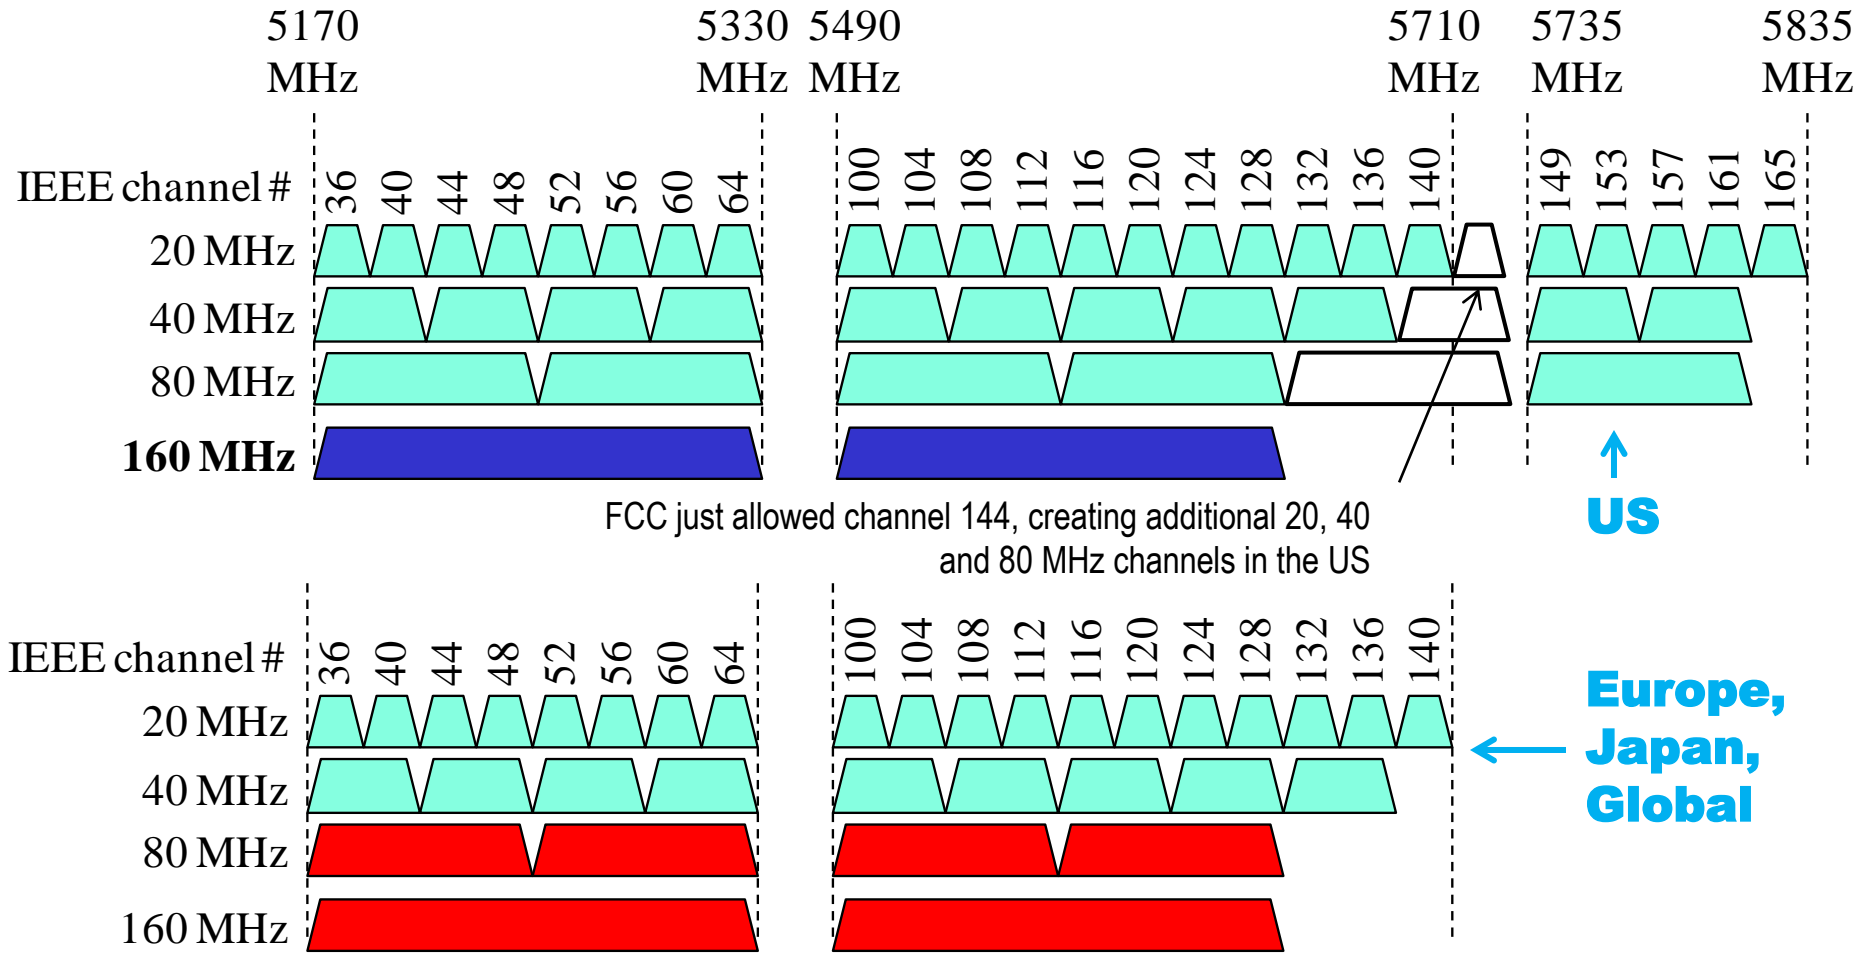 5170 5330 5490 5710 5735 5835
MHz MHz MHz MHz MHz MHz
IEEE channel # 36 40 44 48 52 56 60 64 100 104 108 112 116 120 124 128 132 136 140 149 153 157 161 165
20 MHz
40 MHz
80 MHz
160 MHz
US
FCC just allowed channel 144, creating additional 20, 40
and 80 MHz channels in the US
IEEE channel # 36 40 44 48 52 56 60 64 100 104 108 112 116 120 124 128 132 136 140
20 MHz
40 MHz
80 MHz
160 MHz
Europe,
Japan,
Global